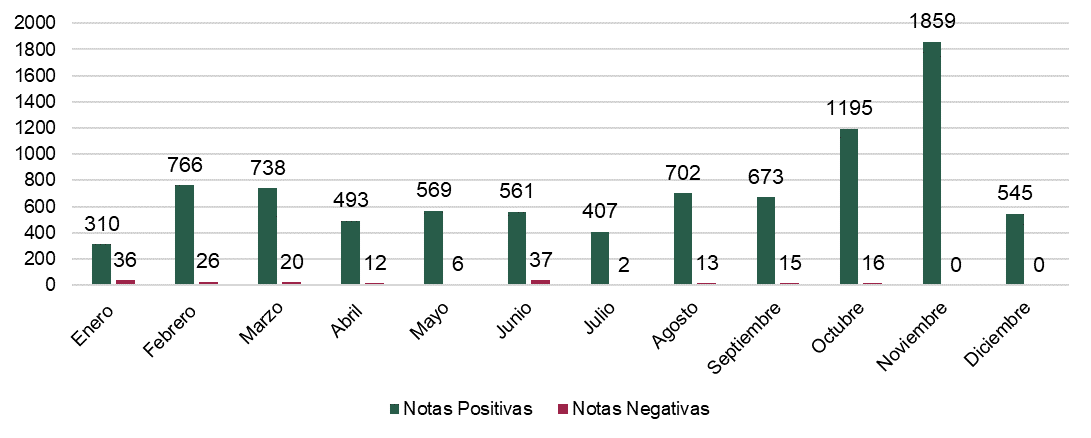 2000
1800
1600
1400
1200
1000
800
600
400
200
0
310
36
766
26
738
20
493
12
569
6
561
37
407
2
702
13
673
15
1195
16
1859
0
545
0
Enero
Febrero
Marzo
Abril
Mayo
Junio
Julio
Agosto
Septiembre
Octubre
Noviembre
Diciembre
Notas Positivas Notas Negativas